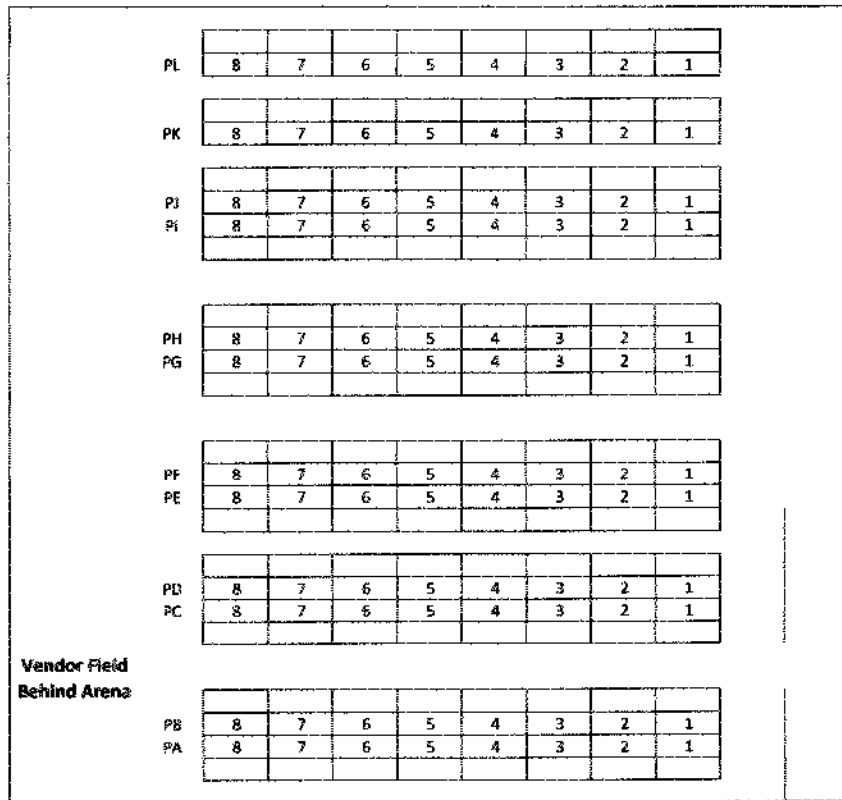 PL 8 7 6 5 4 3 2 1
PK 8 7 6 5 4 3 2 1
PJ 8 7 6 5 4 3 2 1
PI 8 7 6 5 4 3 2 1
PH 8 7 6 5 4 3 2 1
PG 8 7 6 5 4 3 2 1
PF 8 7 6 5 4 3 2 1
PE 8 7 6 5 4 3 2 1
PD 8 7 6 5 4 3 2 1
PC 8 7 6 5 4 3 2 1
Vendor Field
Behind Arena
PB 8 7 6 5 4 3 2 1
PA 8 7 6 5 4 3 2 1